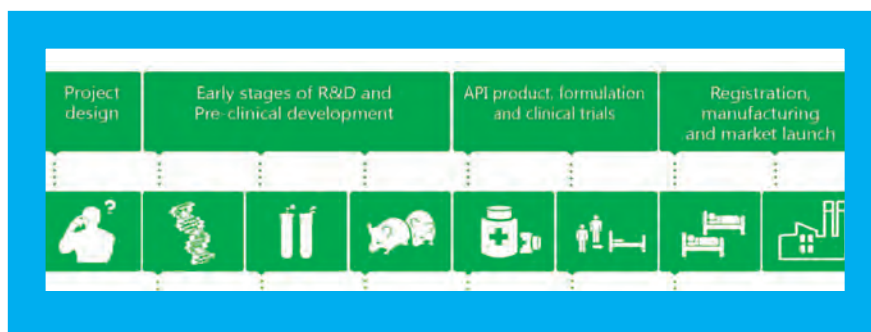 Project
design
Early stages of R&D and
Pre-clinical development
API product, formulation
and clinical trials
Registration,
manufacturing
and market launch
?